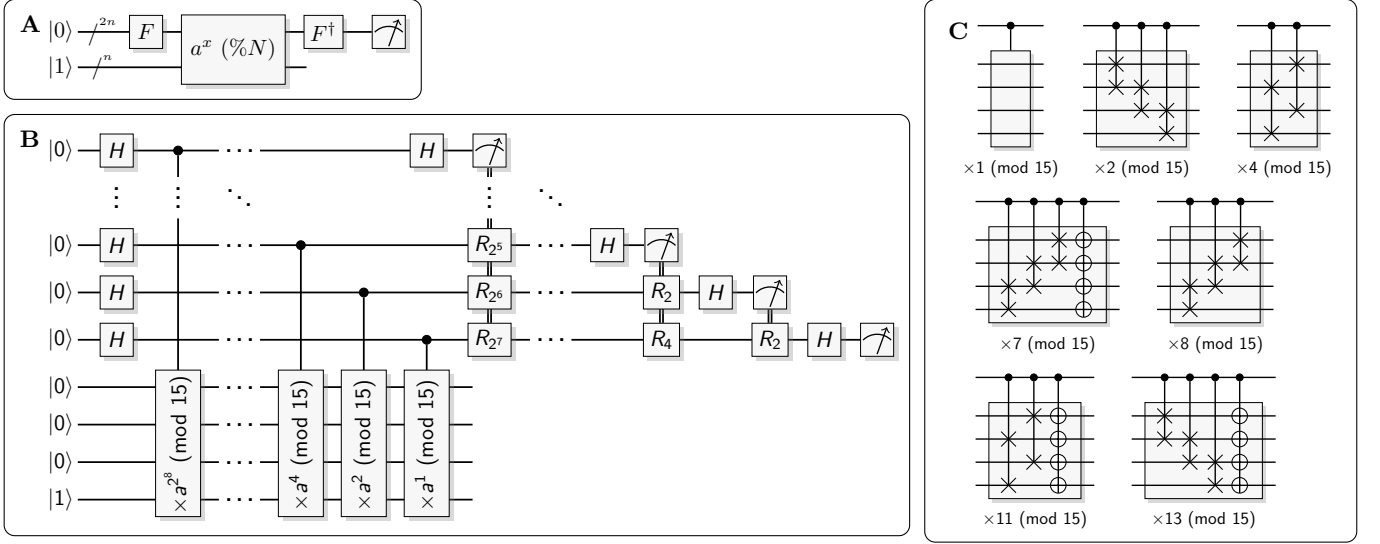 A
|0⟩ 2n F a^x (%N) F†
|1⟩ n
B
|0⟩ H ··· H
⋮ ⋮ ⋱ ⋮ ⋱
|0⟩ H ··· R_{2^5} ··· H
|0⟩ H ··· R_{2^6} ··· R_2 H
|0⟩ H ··· R_{2^7} ··· R_4 R_2 H
|0⟩ ···
|0⟩ ···
|0⟩ ···
|1⟩ ···
×a^{2^8} (mod 15)
×a^4 (mod 15)
×a^2 (mod 15)
×a^1 (mod 15)
C
×1 (mod 15) ×2 (mod 15) ×4 (mod 15)
×7 (mod 15) ×8 (mod 15)
×11 (mod 15) ×13 (mod 15)